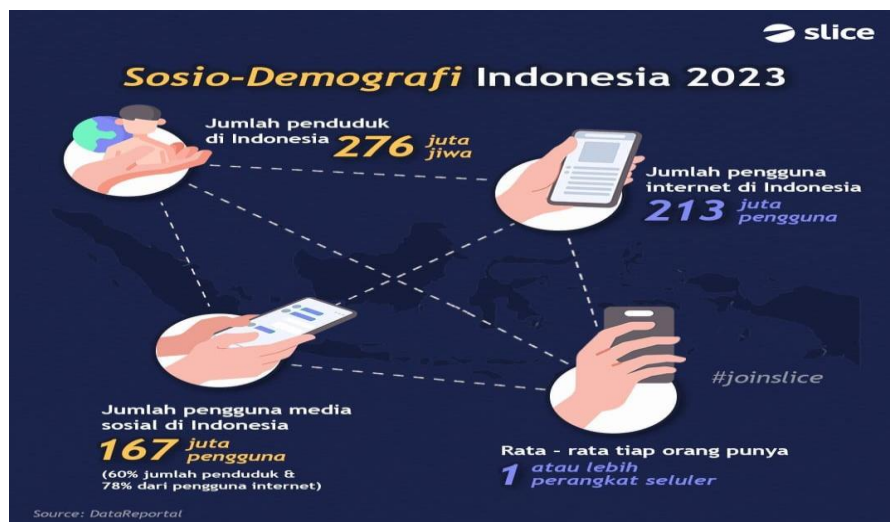 slice
Sosio-Demografi Indonesia 2023
Jumlah penduduk
di Indonesia 276 juta
jiwa
Jumlah pengguna
internet di Indonesia
213 juta
pengguna
#joinslice
Jumlah pengguna media
sosial di Indonesia
167 juta
pengguna
(60% jumlah penduduk &
78% dari pengguna internet)
Rata - rata tiap orang punya
1 atau lebih
perangkat seluler
Source: DataReportal